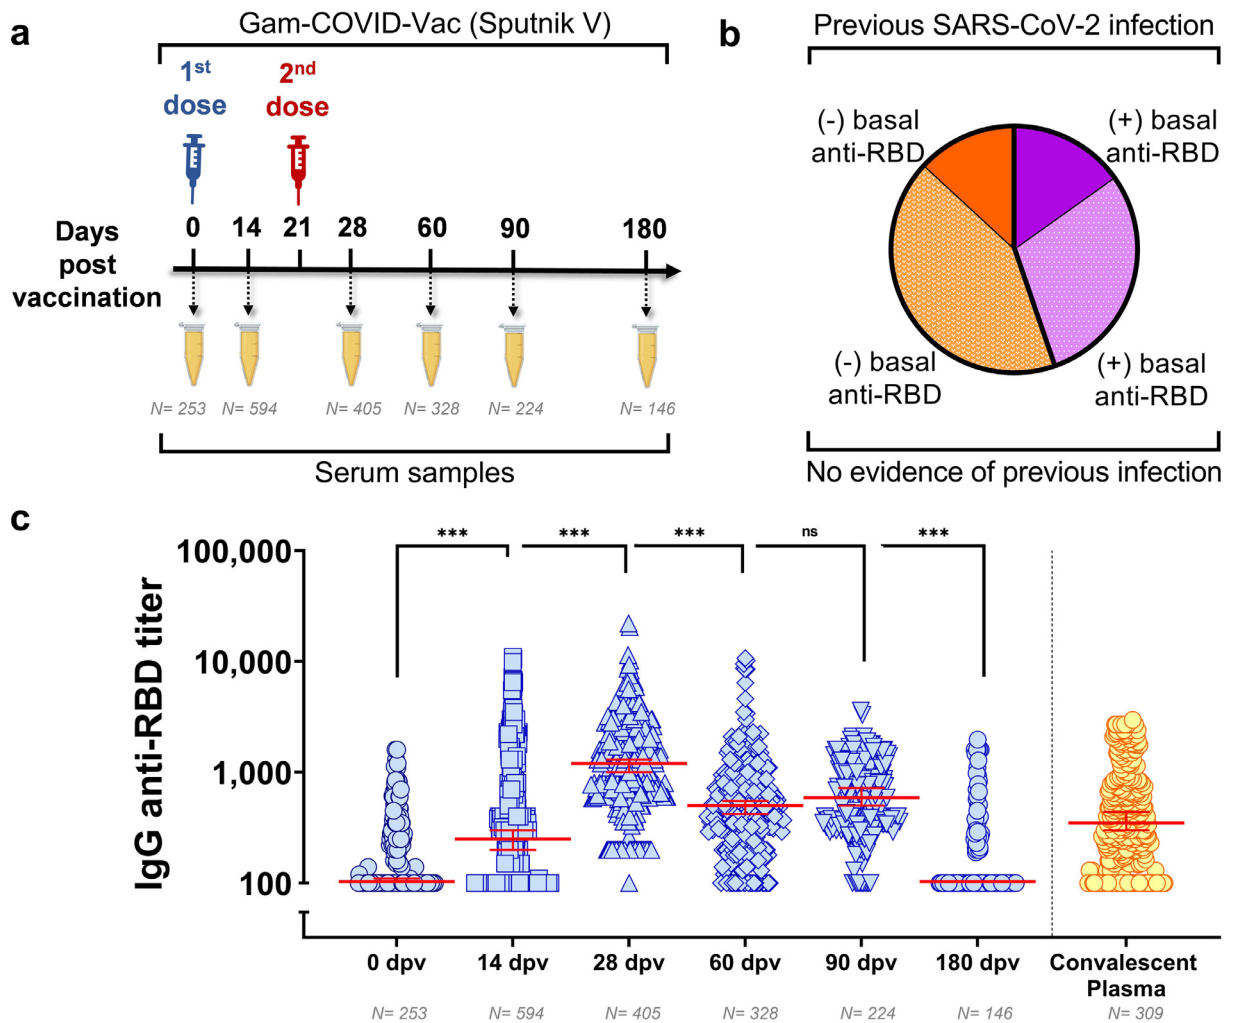 a
Gam-COVID-Vac (Sputnik V)
1st
dose
2nd
dose
Days
post
vaccination
0 14 21 28 60 90 180
N= 253 N= 594 N= 405 N= 328 N= 224 N= 146
Serum samples
b
Previous SARS-CoV-2 infection
(-) basal
anti-RBD
(+) basal
anti-RBD
(-) basal
anti-RBD
(+) basal
anti-RBD
No evidence of previous infection
c
IgG anti-RBD titer
100,000
10,000
1,000
100
*** *** *** ns ***
0 dpv 14 dpv 28 dpv 60 dpv 90 dpv 180 dpv Convalescent
Plasma
N= 253 N= 594 N= 405 N= 328 N= 224 N= 146 N= 309